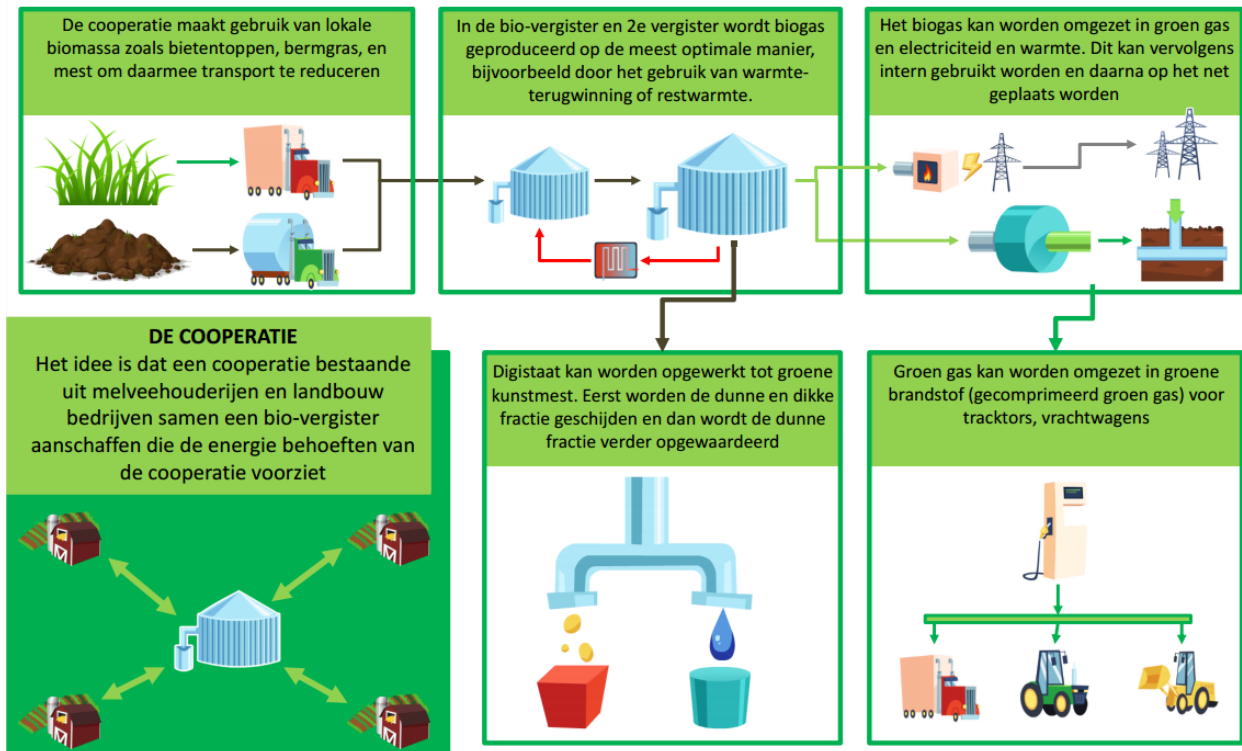 De cooperatie maakt gebruik van lokale
biomassa zoals bietentoppen, bermgras, en
mest om daarmee transport te reduceren
In de bio-vergister en 2e vergister wordt biogas
geproduceerd op de meest optimale manier,
bijvoorbeeld door het gebruik van warmte-
terugwinning of restwarmte.
Het biogas kan worden omgezet in groen gas
en electriciteid en warmte. Dit kan vervolgens
intern gebruikt worden en daarna op het net
geplaats worden
DE COOPERATIE
Het idee is dat een cooperatie bestaande
uit melveehouderijen en landbouw
bedrijven samen een bio-vergister
aanschaffen die de energie behoeften van
de cooperatie voorziet
Digistaat kan worden opgewerkt tot groene
kunstmest. Eerst worden de dunne en dikke
fractie geschijden en dan wordt de dunne
fractie verder opgewaardeerd
Groen gas kan worden omgezet in groene
brandstof (gecomprimeerd groen gas) voor
tracktors, vrachtwagens